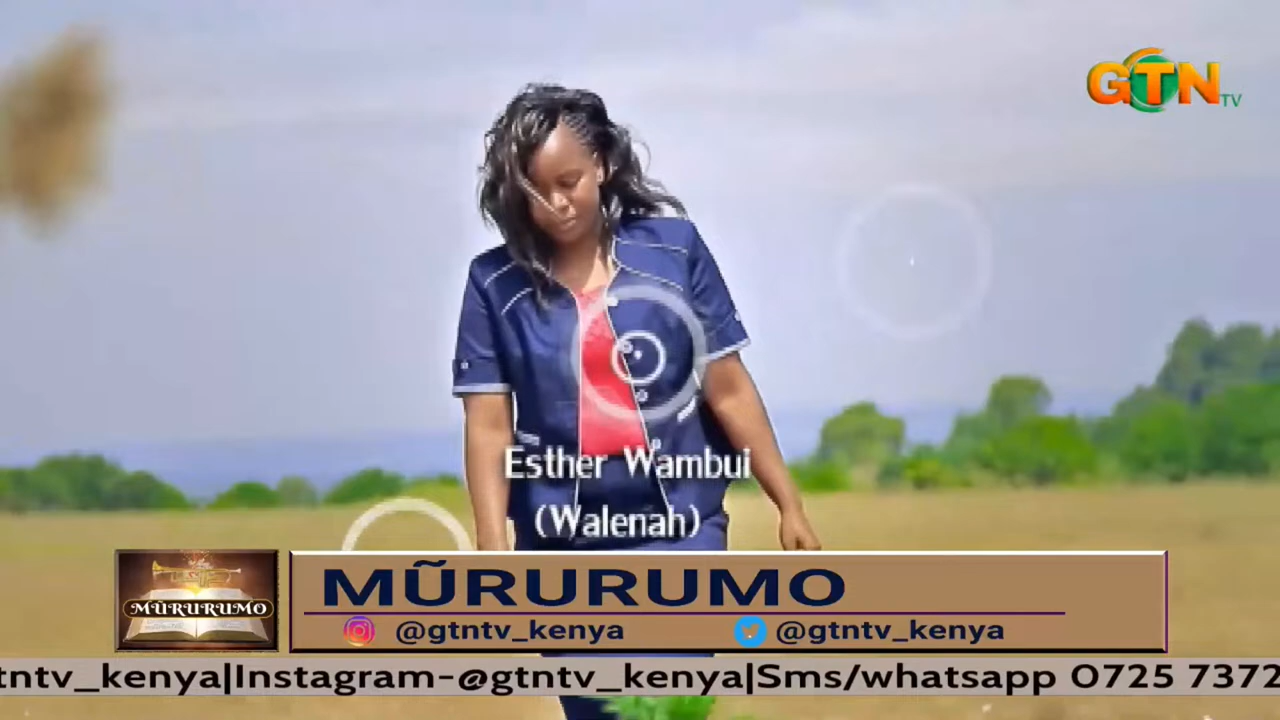 GTN TV
Esther Wambui
(Walenah)
MŨRURUMO
MŨRURUMO
@gtntv_kenya @gtntv_kenya
tntv_kenya|Instagram-@gtntv_kenya|Sms/whatsapp 0725 7372